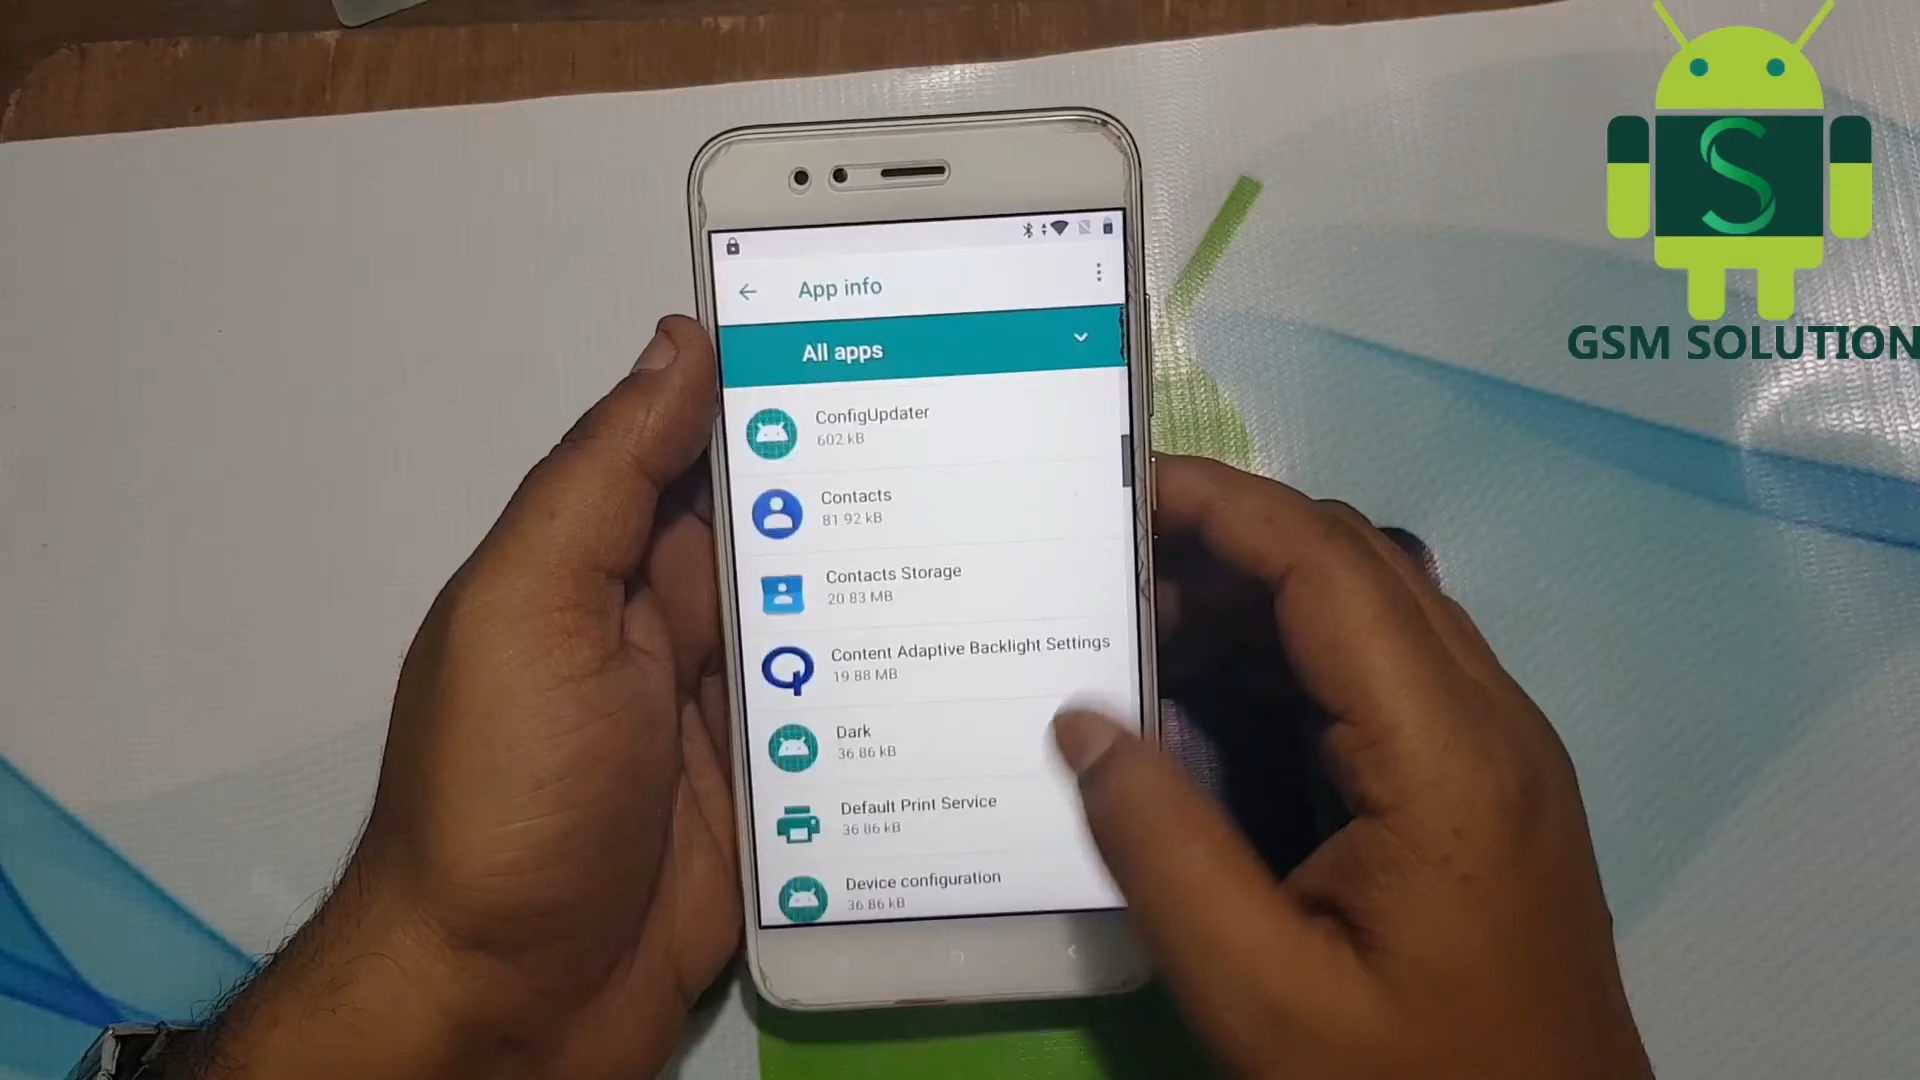 App info
All apps
ConfigUpdater
602 kB
Contacts
81.92 kB
Contacts Storage
20.83 MB
Content Adaptive Backlight Settings
19.88 MB
Dark
36.86 kB
Default Print Service
36.86 kB
Device configuration
36.86 kB
S
GSM SOLUTION